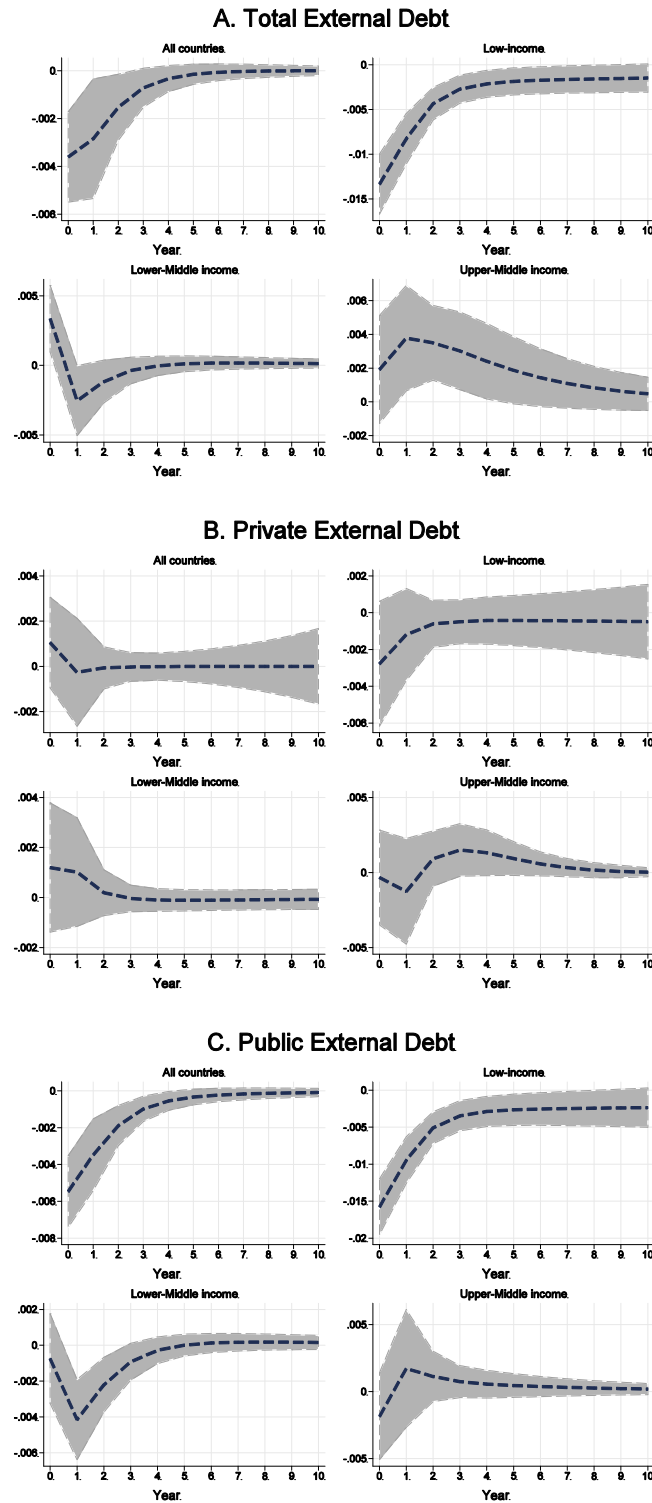 A. Total External Debt
All countries.
0.
-.002
-.004
-.006
0. 1. 2. 3. 4. 5. 6. 7. 8. 9. 10.
Year.
Low-income.
0.
-.005
-.01
-.015
0. 1. 2. 3. 4. 5. 6. 7. 8. 9. 10.
Year.
Lower-Middle income.
.005
0.
-.005
0. 1. 2. 3. 4. 5. 6. 7. 8. 9. 10.
Year.
Upper-Middle income.
.006
.004
.002
0.
-.002
0. 1. 2. 3. 4. 5. 6. 7. 8. 9. 10.
Year.
B. Private External Debt
All countries.
.004
.002
0.
-.002
0. 1. 2. 3. 4. 5. 6. 7. 8. 9. 10.
Year.
Low-income.
.002
0.
-.002
-.004
-.006
0. 1. 2. 3. 4. 5. 6. 7. 8. 9. 10.
Year.
Lower-Middle income.
.004
.002
0.
-.002
0. 1. 2. 3. 4. 5. 6. 7. 8. 9. 10.
Year.
Upper-Middle income.
.005
0.
-.005
0. 1. 2. 3. 4. 5. 6. 7. 8. 9. 10.
Year.
C. Public External Debt
All countries.
0.
-.002
-.004
-.006
-.008
0. 1. 2. 3. 4. 5. 6. 7. 8. 9. 10.
Year.
Low-income.
0.
-.005
-.01
-.015
-.02
0. 1. 2. 3. 4. 5. 6. 7. 8. 9. 10.
Year.
Lower-Middle income.
.002
0.
-.002
-.004
-.006
0. 1. 2. 3. 4. 5. 6. 7. 8. 9. 10.
Year.
Upper-Middle income.
.005
0.
-.005
0. 1. 2. 3. 4. 5. 6. 7. 8. 9. 10.
Year.